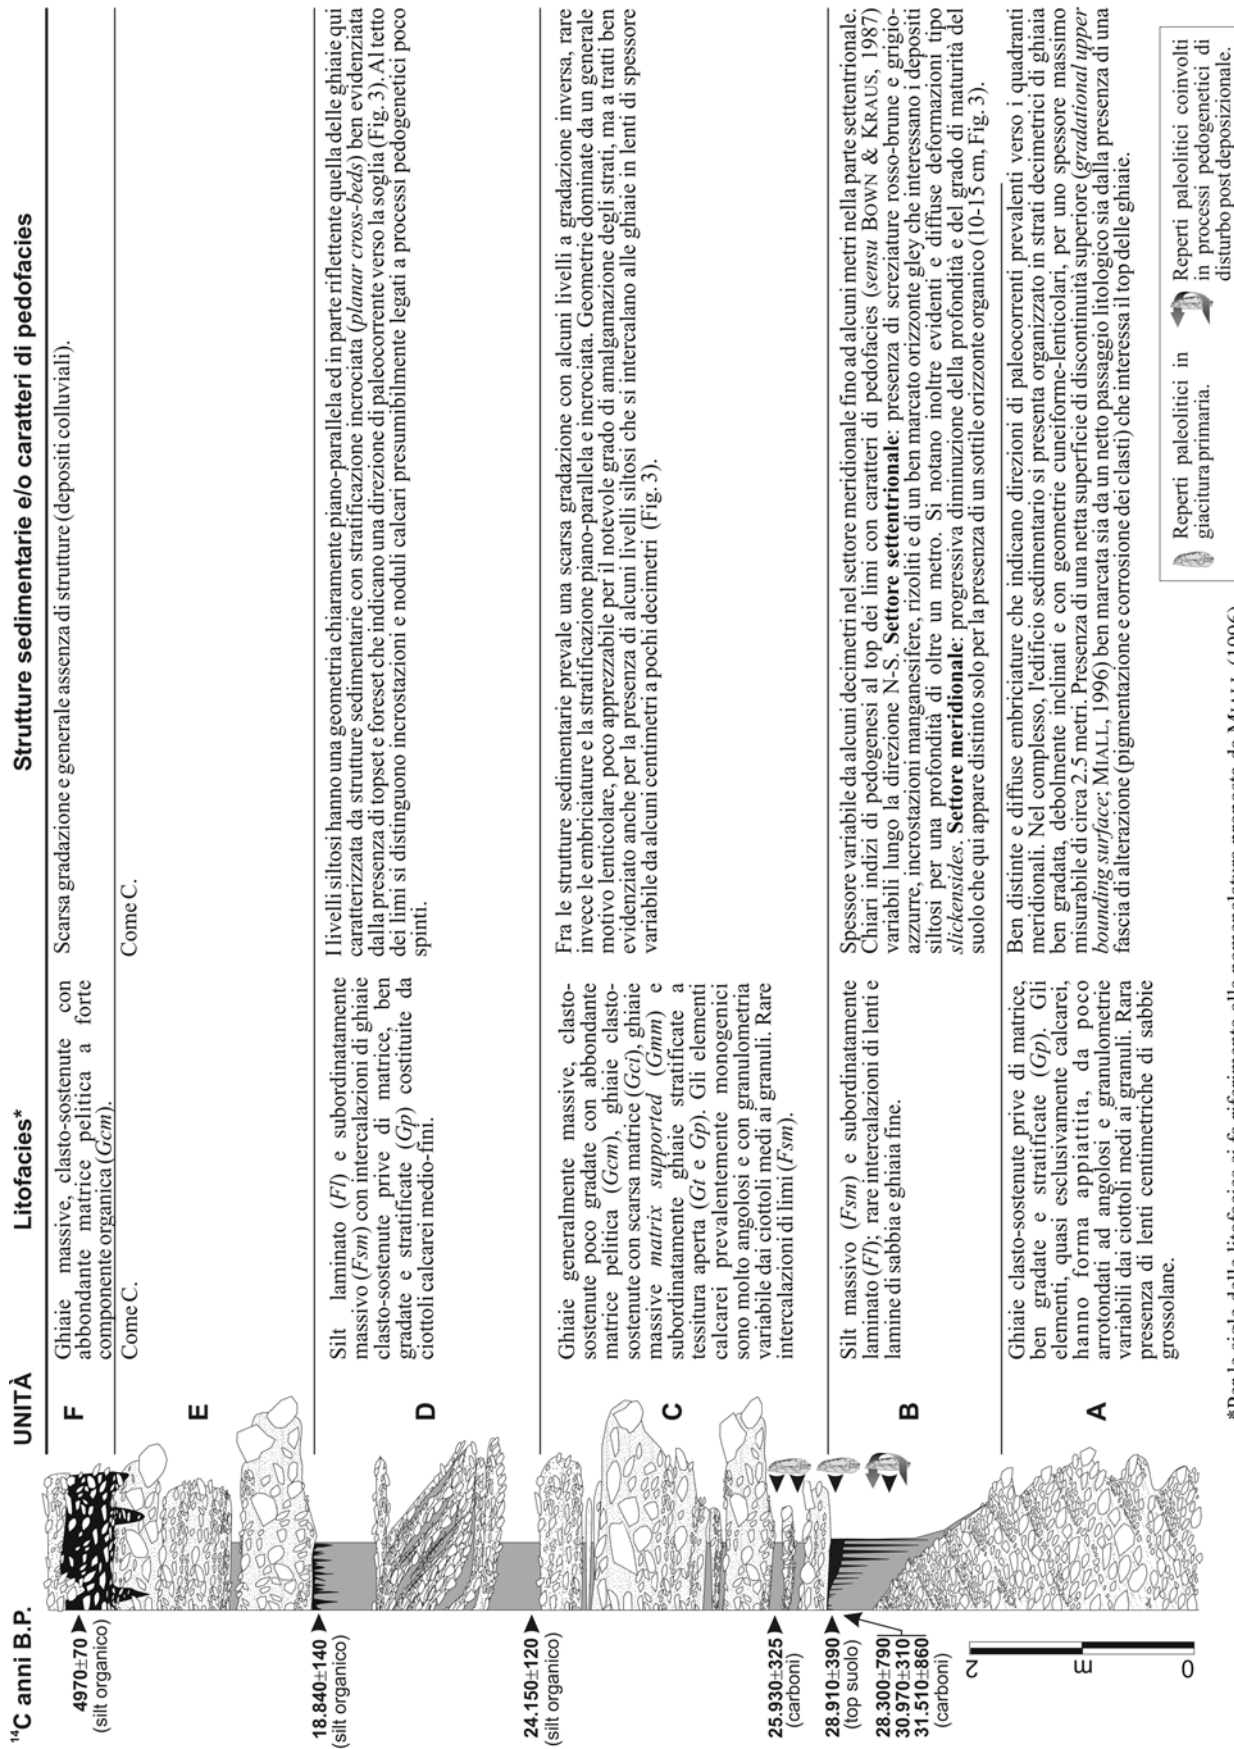 ¹⁴C anni B.P.
UNITÀ
Litofacies*
Strutture sedimentarie e/o caratteri di pedofacies
4970±70
(silt organico)
F
Ghiaie massive, clasto-sostenute con
abbondante matrice pelitica a forte
componente organica (Gcm).
Scarsa gradazione e generale assenza di strutture (depositi colluviali).
E
Come C.
Come C.
18.840±140
(silt organico)
D
Silt laminato (Fl) e subordinatamente
massivo (Fsm) con intercalazioni di ghiaie
clasto-sostenute prive di matrice, ben
gradate e stratificate (Gp) costituite da
ciottoli calcarei medio-fini.
I livelli siltosi hanno una geometria chiaramente piano-parallela ed in parte riflettente quella delle ghiaie qui
caratterizzata da strutture sedimentarie con stratificazione incrociata (planar cross-beds) ben evidenziata
dalla presenza di topset e foreset che indicano una direzione di paleocorrente verso la soglia (Fig. 3). Al tetto
dei limi si distinguono incrostazioni e noduli calcari presumibilmente legati a processi pedogenetici poco
spinti.
24.150±120
(silt organico)
C
Ghiaie generalmente massive, clasto-
sostenute poco gradate con abbondante
matrice pelitica (Gcm), ghiaie clasto-
sostenute con scarsa matrice (Gci), ghiaie
massive matrix supported (Gmm) e
subordinatamente ghiaie stratificate a
tessitura aperta (Gt e Gp). Gli elementi
calcarei prevalentemente monogenici
sono molto angolosi e con granulometria
variabile dai ciottoli medi ai granuli. Rare
intercalazioni di limi (Fsm).
Fra le strutture sedimentarie prevale una scarsa gradazione con alcuni livelli a gradazione inversa, rare
invece le embriciature e la stratificazione piano-parallela e incrociata. Geometrie dominate da un generale
motivo lenticolare, poco apprezzabile per il notevole grado di amalgamazione degli strati, ma a tratti ben
evidenziato anche per la presenza di alcuni livelli siltosi che si intercalano alle ghiaie in lenti di spessore
variabile da alcuni centimetri a pochi decimetri (Fig. 3).
25.930±325
(carboni)
28.910±390
(top suolo)
28.300±790
30.970±310
31.510±860
(carboni)
B
Silt massivo (Fsm) e subordinatamente
laminato (Fl); rare intercalazioni di lenti e
lamine di sabbia e ghiaia fine.
Spessore variabile da alcuni decimetri nel settore meridionale fino ad alcuni metri nella parte settentrionale.
Chiari indizi di pedogenesi al top dei limi con caratteri di pedofacies (sensu BOWN & KRAUS, 1987)
variabili lungo la direzione N-S. Settore settentrionale: presenza di screziature rosso-brune e grigio-
azzurre, incrostazioni manganesifere, rizoliti e di un ben marcato orizzonte gley che interessano i depositi
siltosi per una profondità di oltre un metro. Si notano inoltre evidenti e diffuse deformazioni tipo
slickensides. Settore meridionale: progressiva diminuzione della profondità e del grado di maturità del
suolo che qui appare distinto solo per la presenza di un sottile orizzonte organico (10-15 cm, Fig. 3).
A
Ghiaie clasto-sostenute prive di matrice,
ben gradate e stratificate (Gp). Gli
elementi, quasi esclusivamente calcarei,
hanno forma appiattita, da poco
arrotondati ad angolosi e granulometrie
variabili dai ciottoli medi ai granuli. Rara
presenza di lenti centimetriche di sabbie
grossolane.
Ben distinte e diffuse embriciature che indicano direzioni di paleocorrenti prevalenti verso i quadranti
meridionali. Nel complesso, l'edificio sedimentario si presenta organizzato in strati decimetrici di ghiaia
ben gradata, debolmente inclinati e con geometrie cuneiforme-lenticolari, per uno spessore massimo
misurabile di circa 2.5 metri. Presenza di una netta superficie di discontinuità superiore (gradational upper
bounding surface; MIALL, 1996) ben marcata sia da un netto passaggio litologico sia dalla presenza di una
fascia di alterazione (pigmentazione e corrosione dei clasti) che interessa il top delle ghiaie.
2
m
0
Reperti paleolitici in
giacitura primaria.
Reperti paleolitici coinvolti
in processi pedogenetici di
disturbo post deposizionale.
*Per le sigle delle litofacies si fa riferimento alla nomenclatura proposta da MIALL (1996)